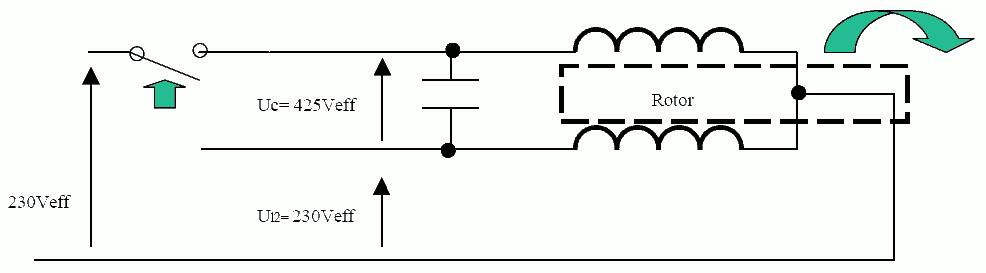 Uc= 425Veff
Rotor
230Veff
Ul2= 230Veff